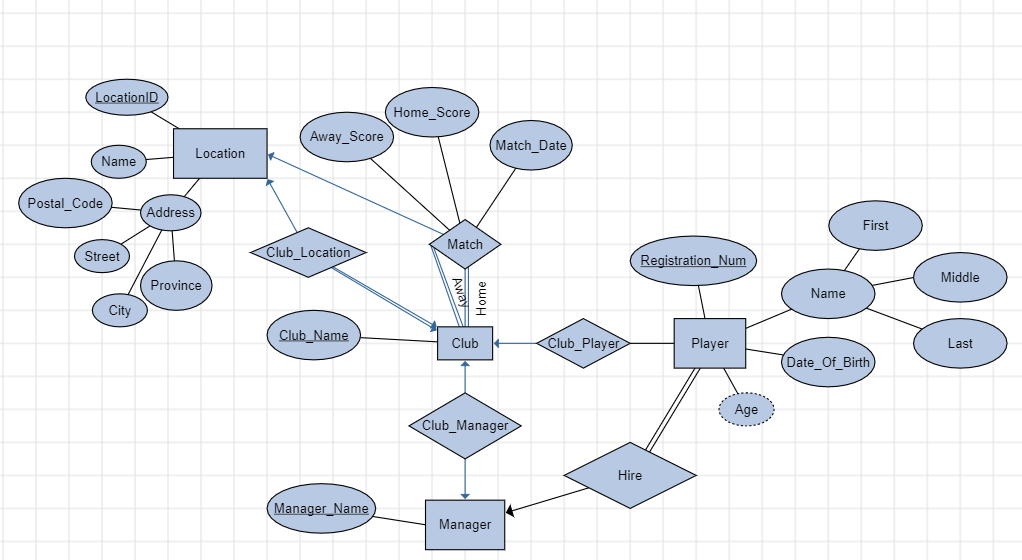 LocationID
Location
Name
Postal_Code
Address
Street
Province
City
Club_Location
Away_Score
Home_Score
Match_Date
Match
Away
Home
Club_Name
Club
Club_Player
Registration_Num
Player
Name
First
Middle
Last
Date_Of_Birth
Age
Club_Manager
Hire
Manager_Name
Manager